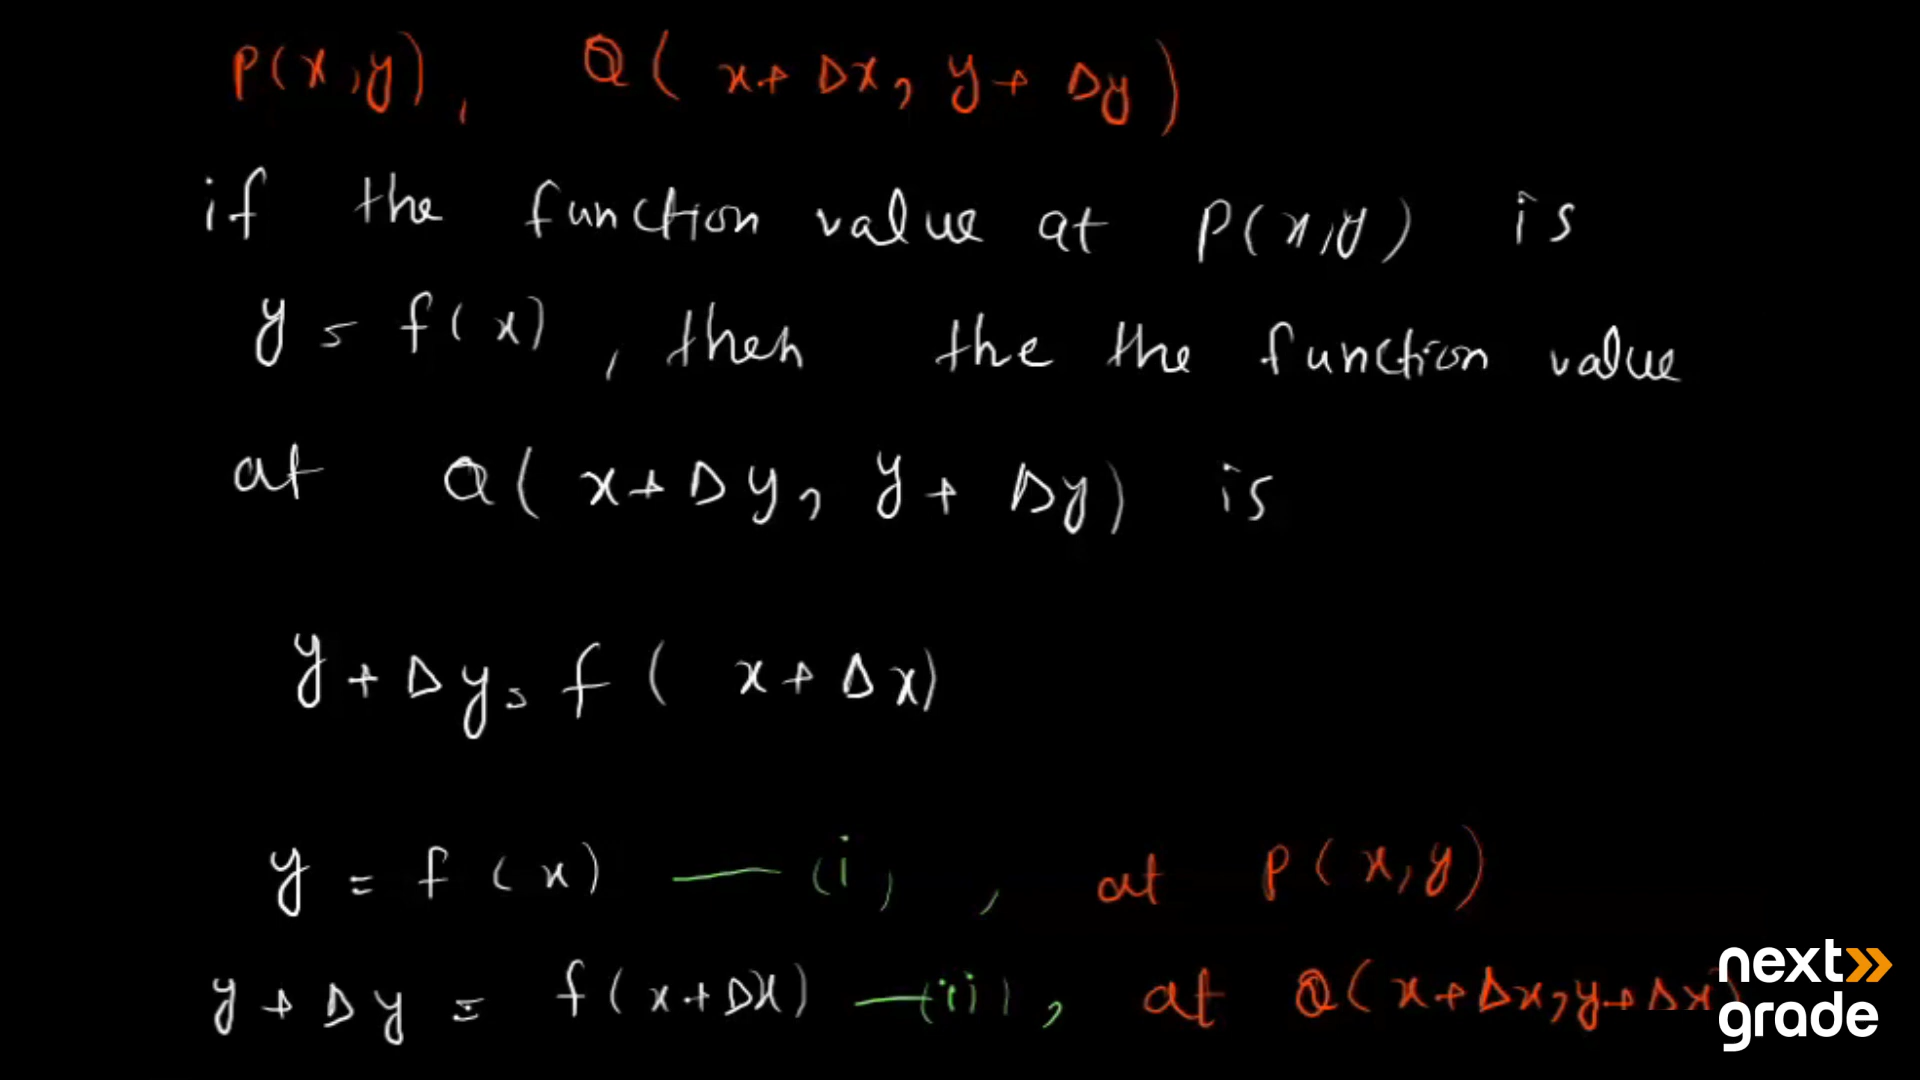 P(x,y), Q(x+Δx, y+Δy)
if the function value at P(x,y) is
y = f(x), then the the function value
at Q(x+Δy, y+Δy) is
y+Δy = f(x+Δx)
y = f(x) —(i), at P(x,y)
y+Δy = f(x+Δx) —(ii), at Q(x+Δx, y+Δx)
next
grade